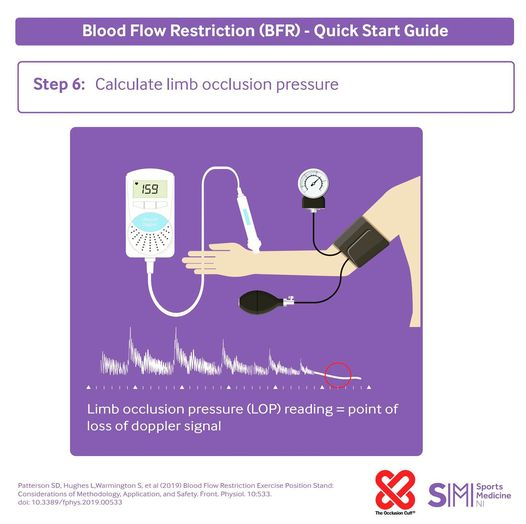 Blood Flow Restriction (BFR) - Quick Start Guide
Step 6: Calculate limb occlusion pressure
159
Limb occlusion pressure (LOP) reading = point of
loss of doppler signal
Patterson SD, Hughes L,Warmington S, et al (2019) Blood Flow Restriction Exercise Position Stand:
Considerations of Methodology, Application, and Safety. Front. Physiol. 10:533.
doi: 10.3389/fphys.2019.00533
The Occlusion Cuff®
SMI Sports
Medicine
NI